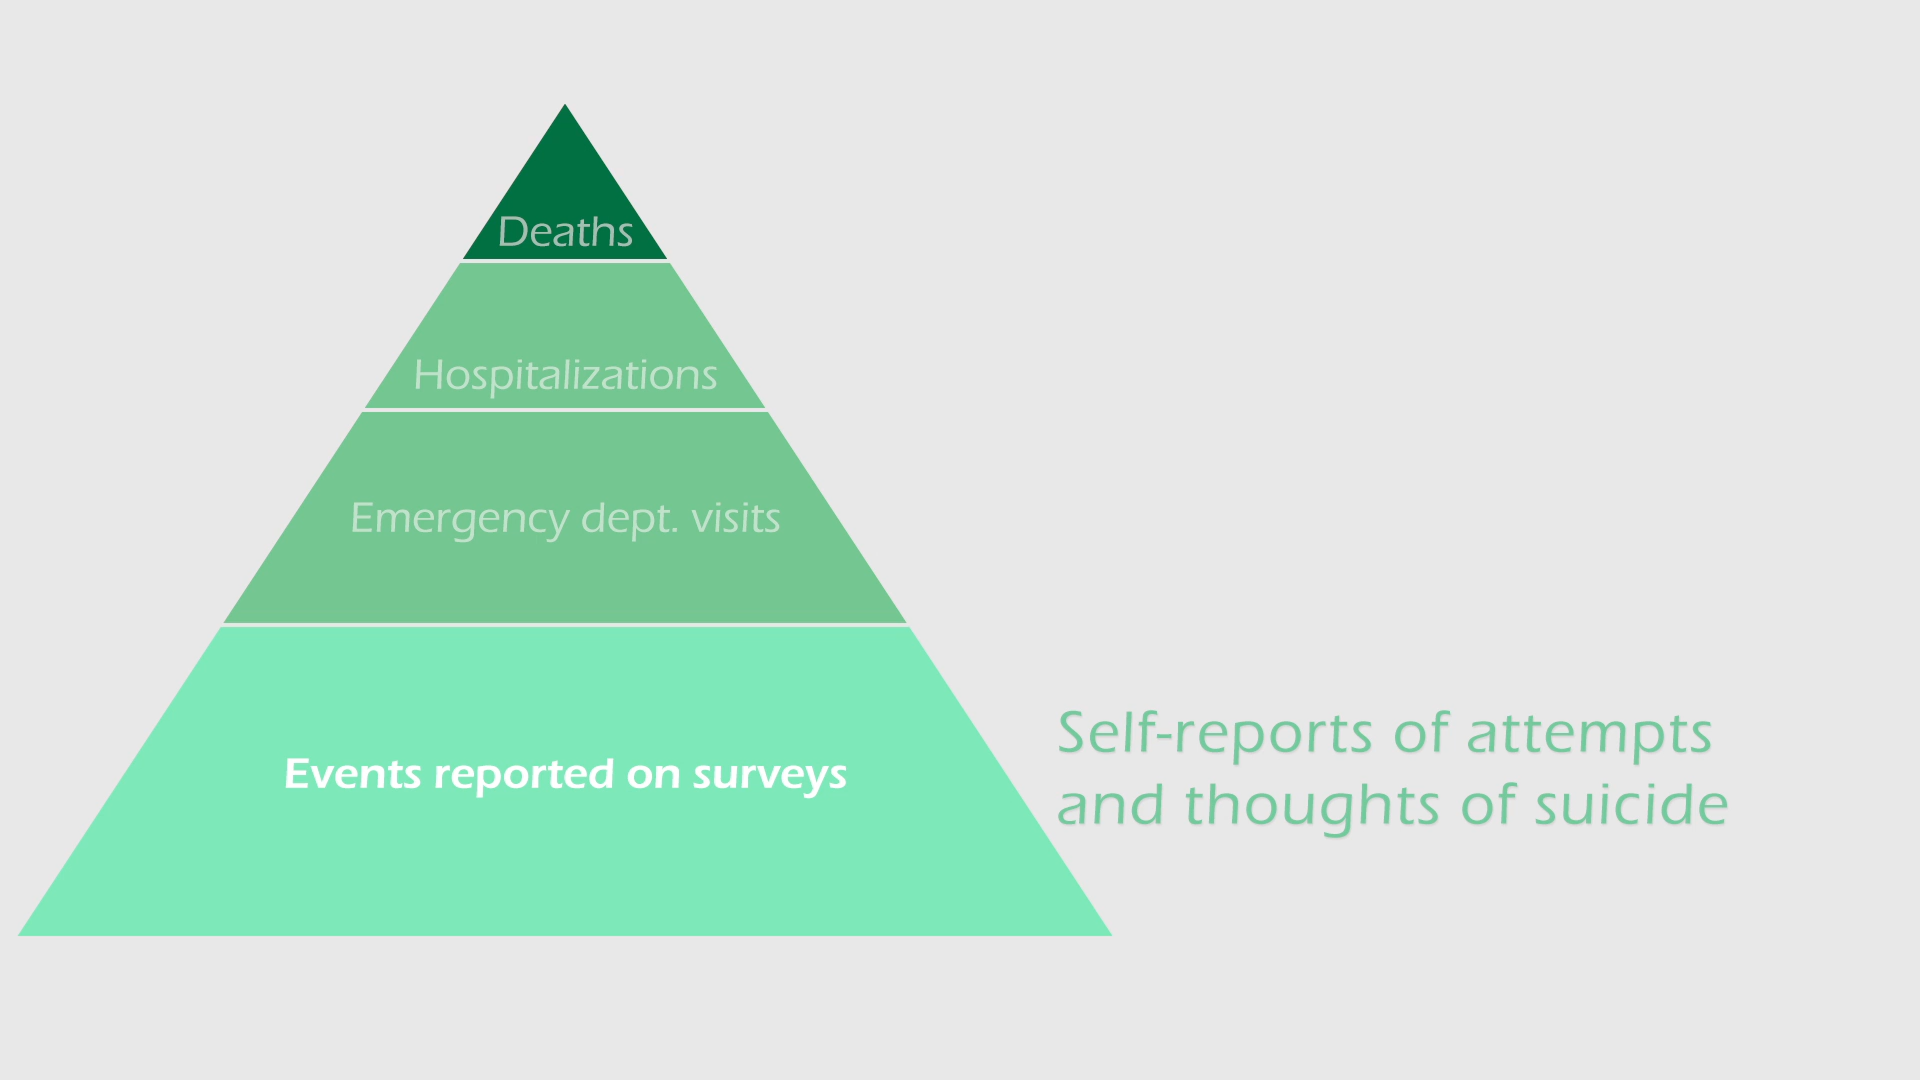 Deaths
Hospitalizations
Emergency dept. visits
Events reported on surveys
Self-reports of attempts
and thoughts of suicide